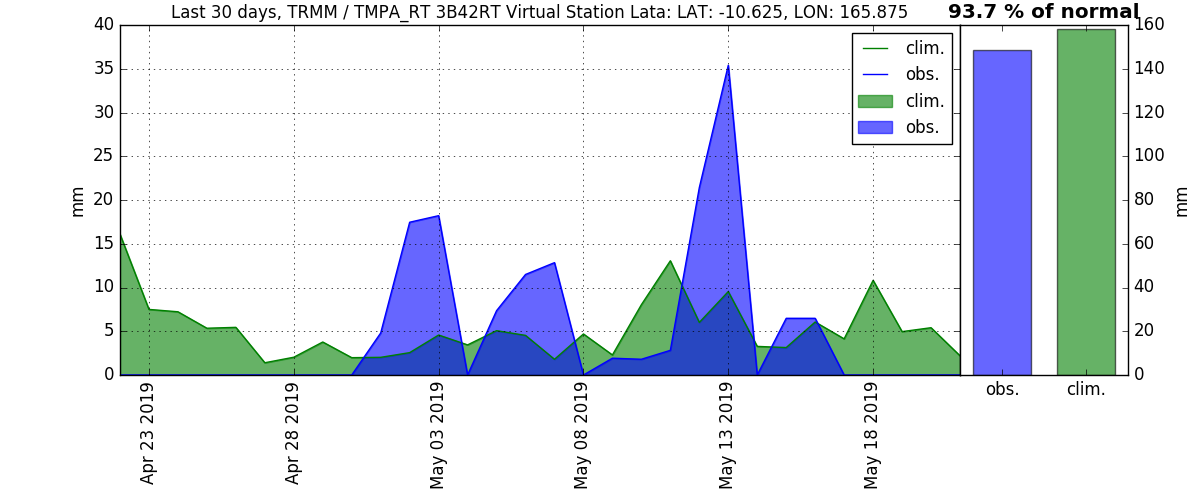 Last 30 days, TRMM / TMPA_RT 3B42RT Virtual Station Lata: LAT: -10.625, LON: 165.875
93.7 % of normal
mm
40
35
30
25
20
15
10
5
0
clim.
obs.
clim.
obs.
Apr 23 2019
Apr 28 2019
May 03 2019
May 08 2019
May 13 2019
May 18 2019
160
140
120
100
80
60
40
20
0
mm
obs.
clim.